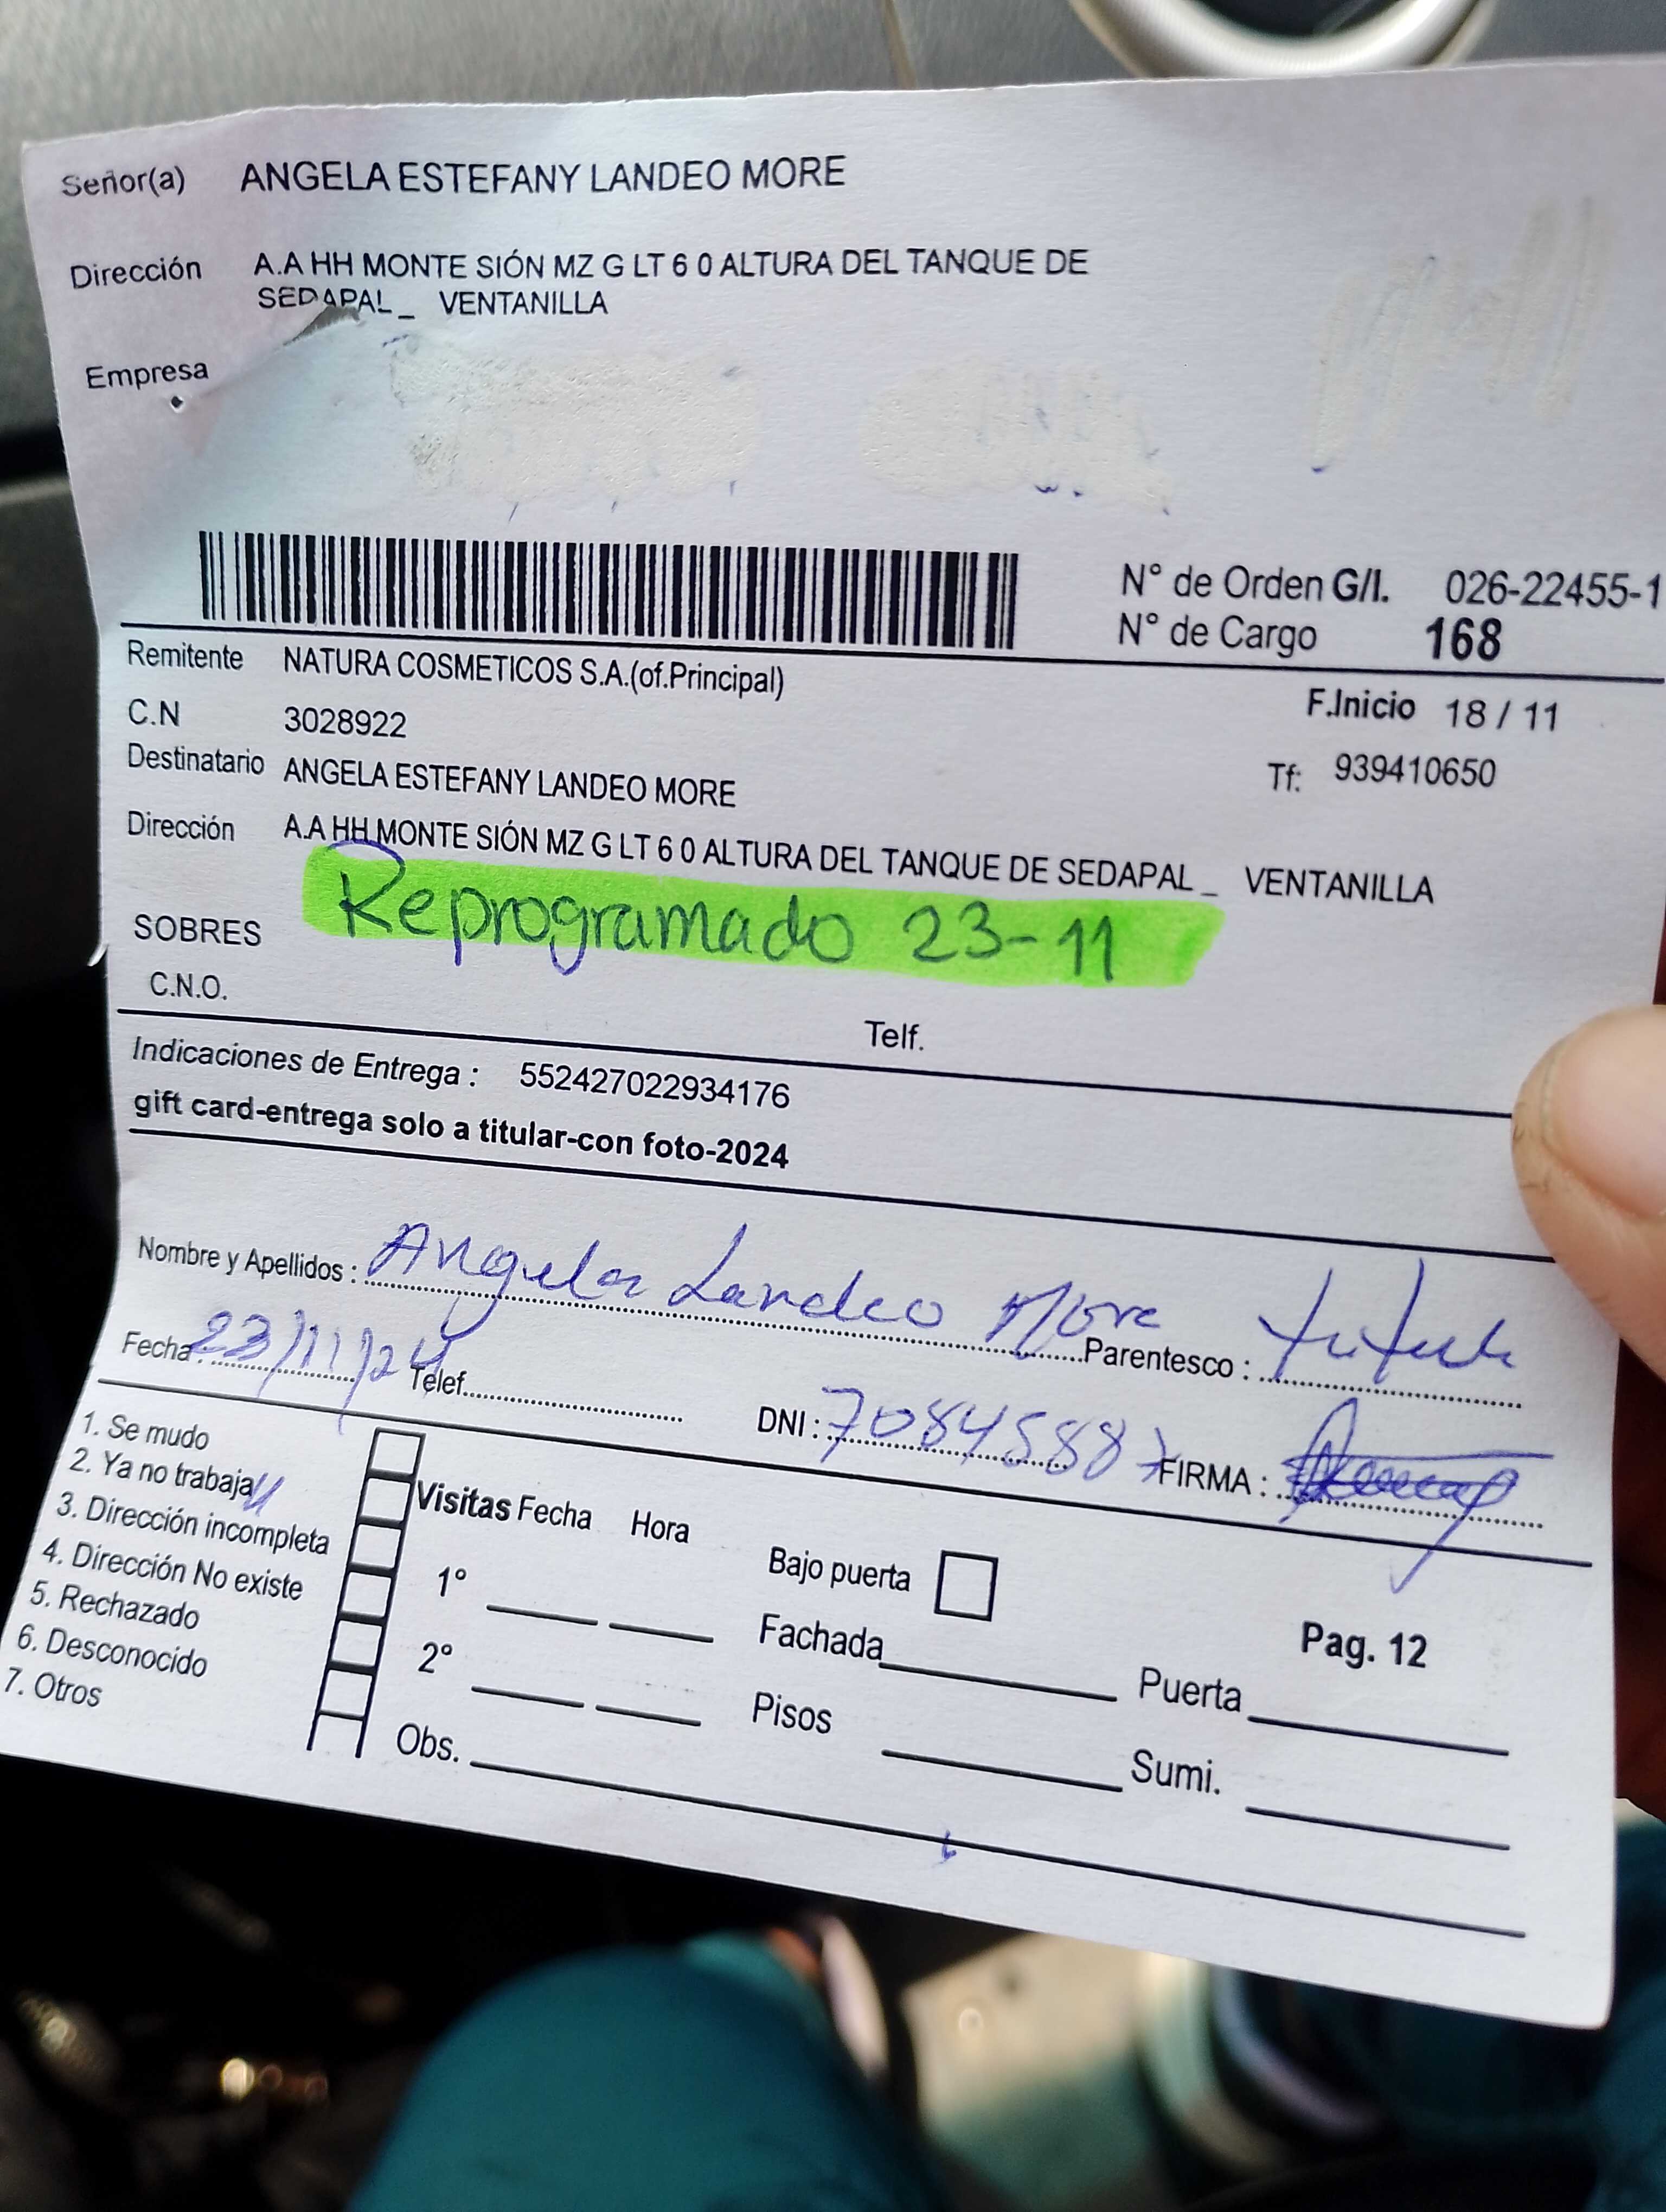 Señor(a) ANGELA ESTEFANY LANDEO MORE
Dirección A.A HH MONTE SIÓN MZ G LT 6 0 ALTURA DEL TANQUE DE
SEDAPAL _ VENTANILLA
Empresa
N° de Orden G/I. 026-22455-1
N° de Cargo 168
Remitente NATURA COSMETICOS S.A.(of.Principal)
F.Inicio 18 / 11
C.N 3028922
Tf: 939410650
Destinatario ANGELA ESTEFANY LANDEO MORE
Dirección A.A HH MONTE SIÓN MZ G LT 6 0 ALTURA DEL TANQUE DE SEDAPAL _ VENTANILLA
Reprogramado 23-11
SOBRES
C.N.O.
Telf.
Indicaciones de Entrega : 552427022934176
gift card-entrega solo a titular-con foto-2024
Nombre y Apellidos : Angela Landeo More
Parentesco : titular
Fecha : 23/11/24 Telef.
DNI : 70845887 FIRMA :
1. Se mudo
2. Ya no trabaja
3. Dirección incompleta
4. Dirección No existe
5. Rechazado
6. Desconocido
7. Otros
Visitas Fecha Hora
1°
2°
Obs.
Bajo puerta
Fachada
Pisos
Pag. 12
Puerta
Sumi.